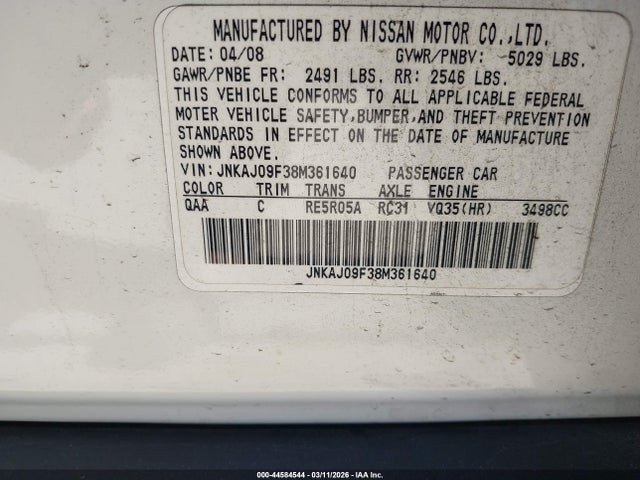 MANUFACTURED BY NISSAN MOTOR CO.,LTD.
DATE: 04/08 GVWR/PNBV: 5029 LBS.
GAWR/PNBE FR: 2491 LBS. RR: 2546 LBS.
THIS VEHICLE CONFORMS TO ALL APPLICABLE FEDERAL
MOTOR VEHICLE SAFETY,BUMPER,AND THEFT PREVENTION
STANDARDS IN EFFECT ON THE DATE OF MANUFACTURE
SHOWN ABOVE.
VIN: JNKAJ09F38M361640 PASSENGER CAR
COLOR TRIM TRANS AXLE ENGINE
QAA C RE5R05A RC31 VQ35(HR) 3498CC
JNKAJ09F38M361640
000-44584544 | 03/11/2026 | IAA Inc.